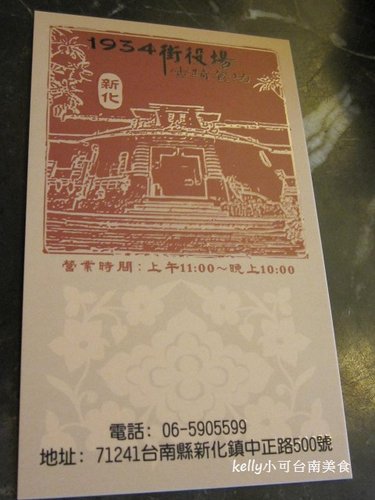 1934街役場
新化
營業時間：上午11:00～晚上10:00
電話: 06-5905599
地址: 71241台南縣新化鎮中正路500號
kelly小可台南美食